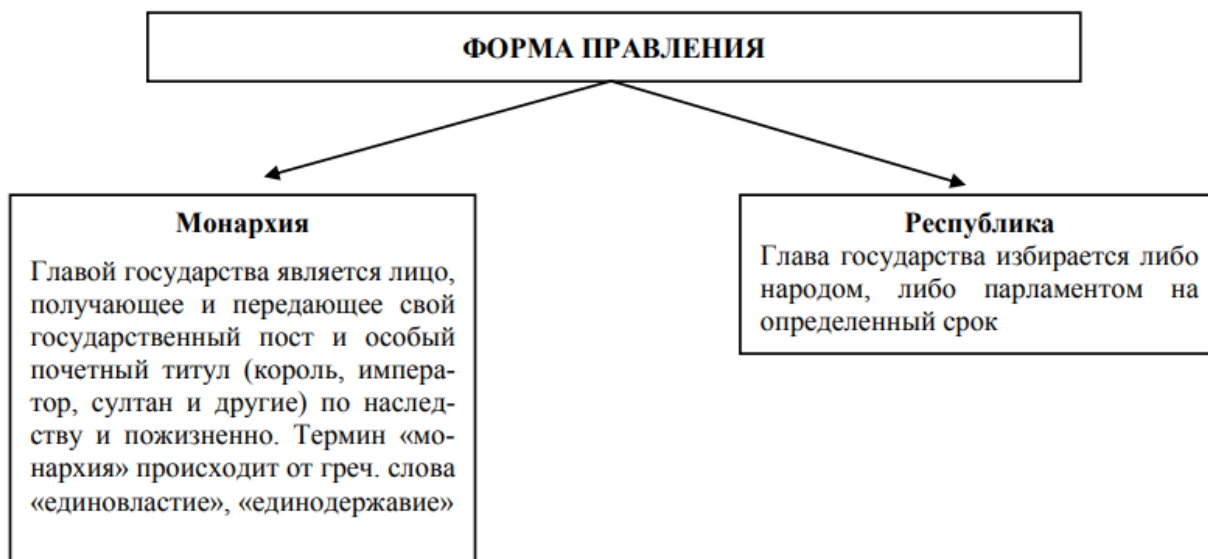 ФОРМА ПРАВЛЕНИЯ
Монархия
Главой государства является лицо,
получающее и передающее свой
государственный пост и особый
почетный титул (король, импера-
тор, султан и другие) по наслед-
ству и пожизненно. Термин «мо-
нархия» происходит от греч. слова
«единовластие», «единодержавие»
Республика
Глава государства избирается либо
народом, либо парламентом на
определенный срок